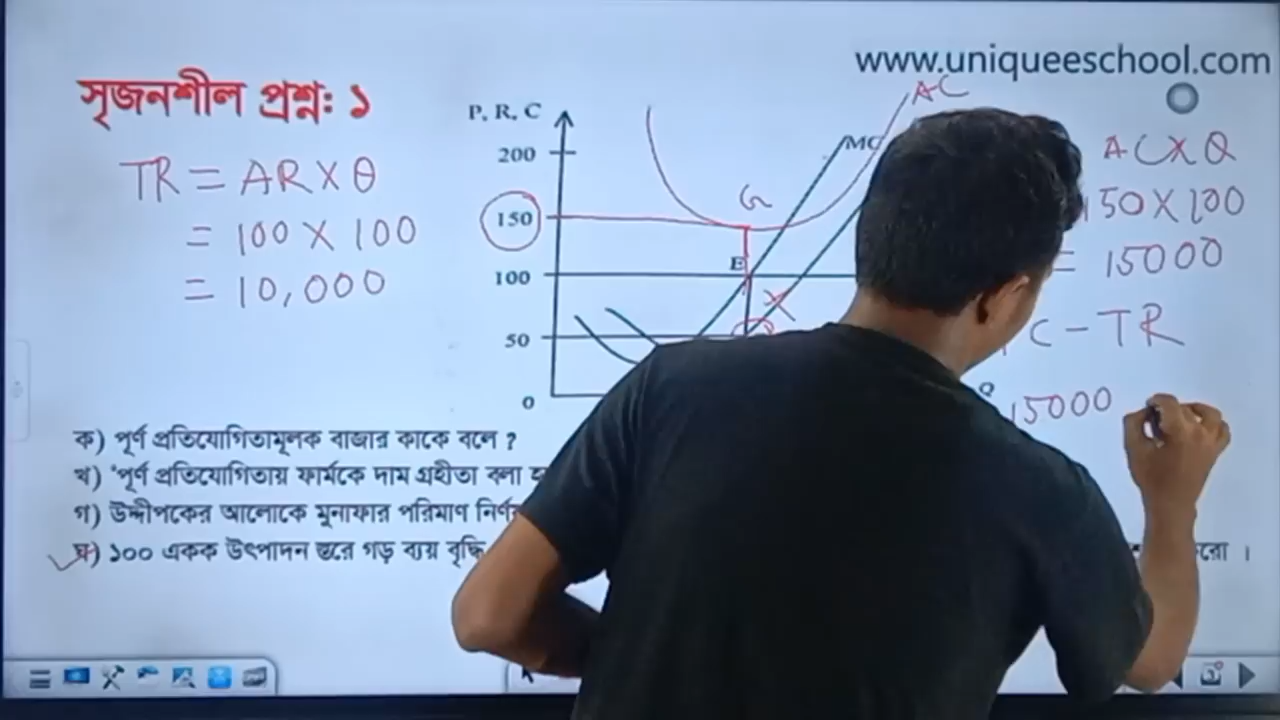 www.uniqueeschool.com
সৃজনশীল প্রশ্ন: ১
TR = AR X Q
= 100 X 100
= 10,000
P, R, C
200
150
100
50
0
AC
MC
G
E
Q
AC X Q
150 X 100
= 15000
C - TR
15000
ক) পূর্ণ প্রতিযোগিতামূলক বাজার কাকে বলে ?
খ) 'পূর্ণ প্রতিযোগিতায় ফার্মকে দাম গ্রহীতা বলা
গ) উদ্দীপকের আলোকে মুনাফার পরিমাণ
ঘ) ১০০ একক উৎপাদন স্তরে গড় ব্যয় বৃদ্ধি